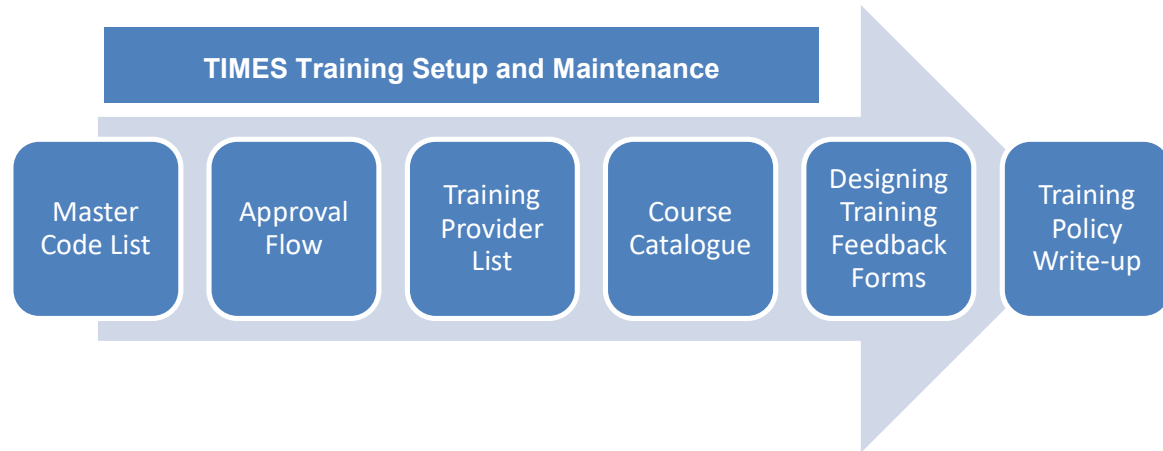 TIMES Training Setup and Maintenance
Master
Code List
Approval
Flow
Training
Provider
List
Course
Catalogue
Designing
Training
Feedback
Forms
Training
Policy
Write-up